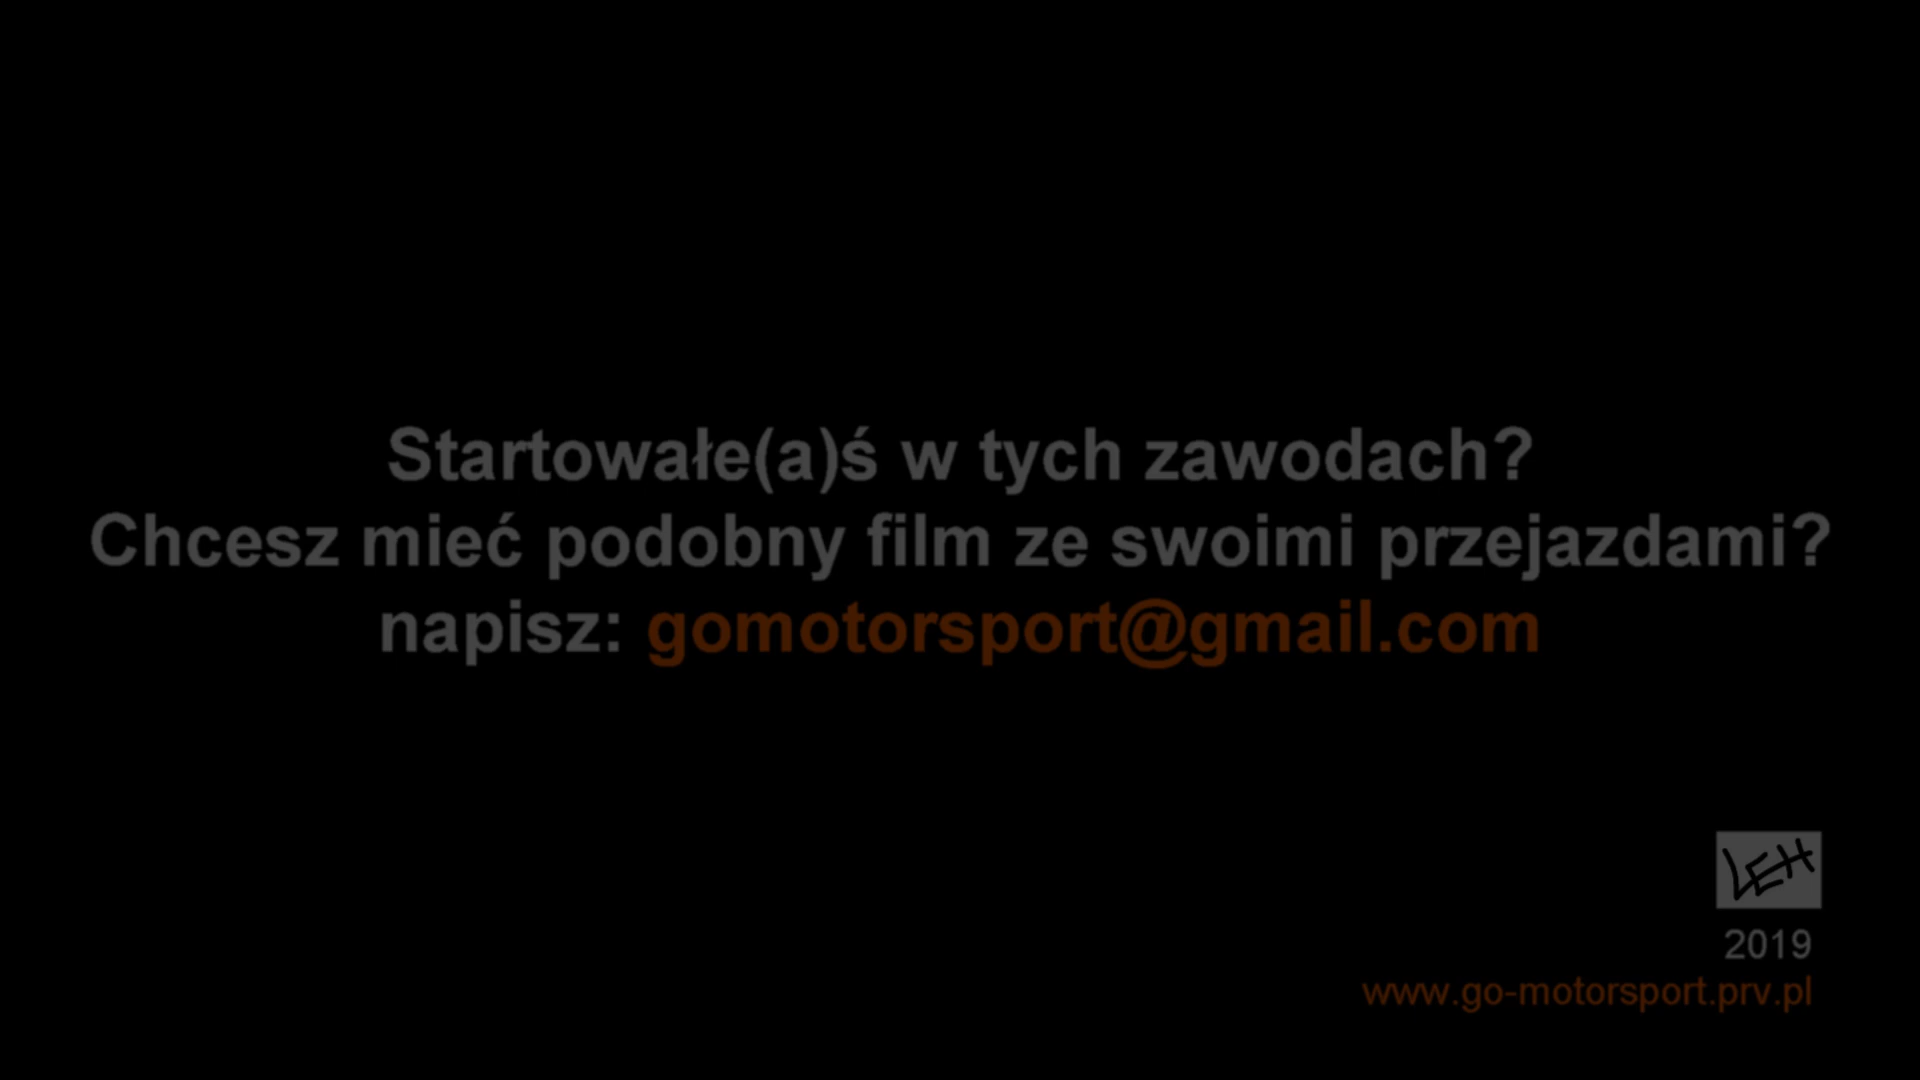 Startowałe(a)ś w tych zawodach?
Chcesz mieć podobny film ze swoimi przejazdami?
napisz: gomotorsport@gmail.com
LEH
2019
www.go-motorsport.prv.pl